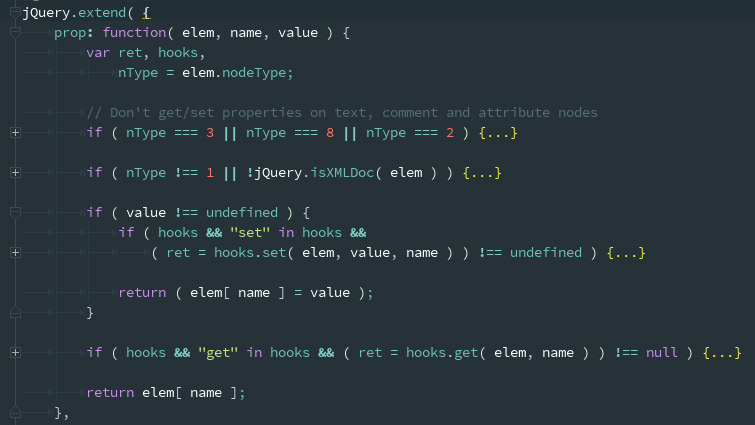 jQuery.extend( {
prop: function( elem, name, value ) {
var ret, hooks,
nType = elem.nodeType;
// Don't get/set properties on text, comment and attribute nodes
if ( nType === 3 || nType === 8 || nType === 2 ) {...}
if ( nType !== 1 || !jQuery.isXMLDoc( elem ) ) {...}
if ( value !== undefined ) {
if ( hooks && "set" in hooks &&
( ret = hooks.set( elem, value, name ) ) !== undefined ) {...}
return ( elem[ name ] = value );
}
if ( hooks && "get" in hooks && ( ret = hooks.get( elem, name ) ) !== null ) {...}
return elem[ name ];
},